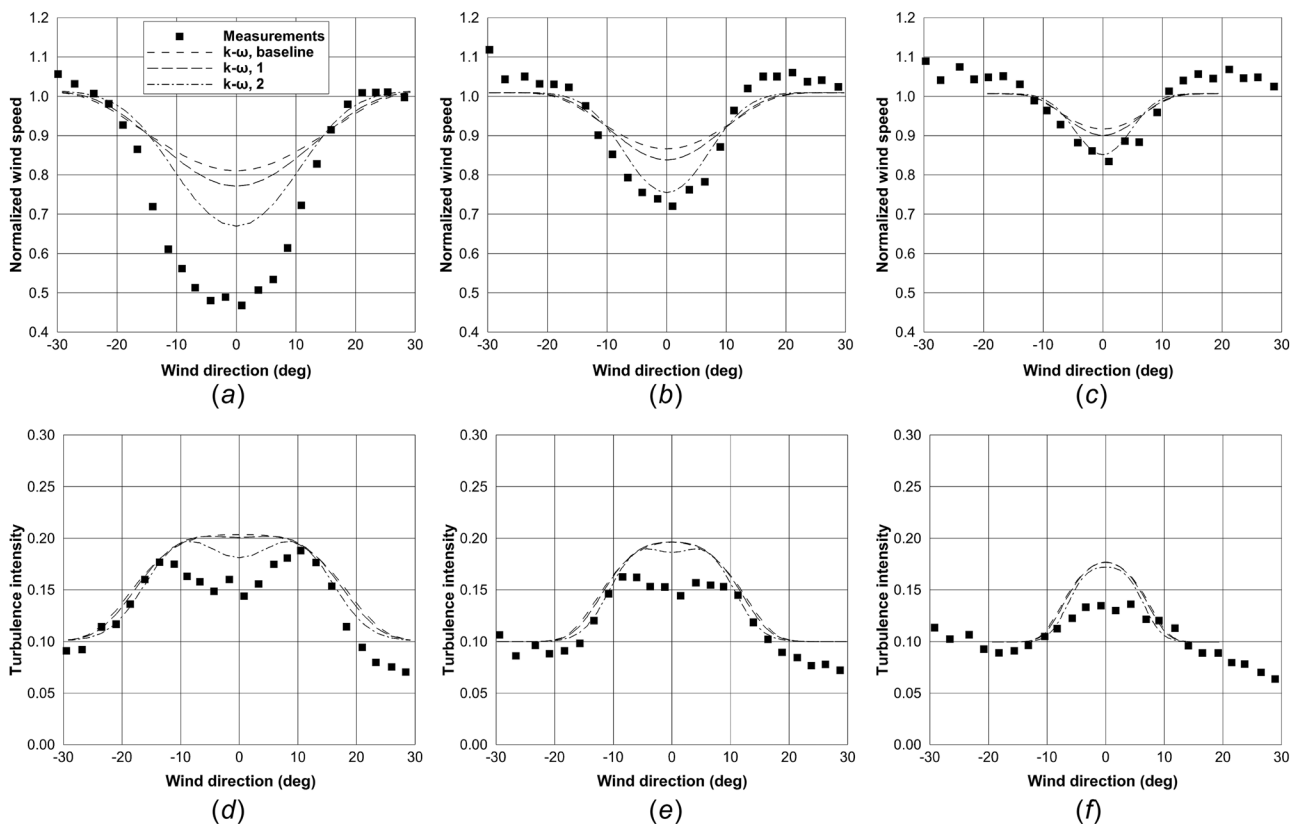 1.2
1.1
1.0
0.9
0.8
0.7
0.6
0.5
0.4
Normalized wind speed
Measurements
k-ω, baseline
k-ω, 1
k-ω, 2
-30 -20 -10 0 10 20 30
Wind direction (deg)
(a)
1.2
1.1
1.0
0.9
0.8
0.7
0.6
0.5
0.4
Normalized wind speed
-30 -20 -10 0 10 20 30
Wind direction (deg)
(b)
1.2
1.1
1.0
0.9
0.8
0.7
0.6
0.5
0.4
Normalized wind speed
-30 -20 -10 0 10 20 30
Wind direction (deg)
(c)
0.30
0.25
0.20
0.15
0.10
0.05
0.00
Turbulence intensity
-30 -20 -10 0 10 20 30
Wind direction (deg)
(d)
0.30
0.25
0.20
0.15
0.10
0.05
0.00
Turbulence intensity
-30 -20 -10 0 10 20 30
Wind direction (deg)
(e)
0.30
0.25
0.20
0.15
0.10
0.05
0.00
Turbulence intensity
-30 -20 -10 0 10 20 30
Wind direction (deg)
(f)